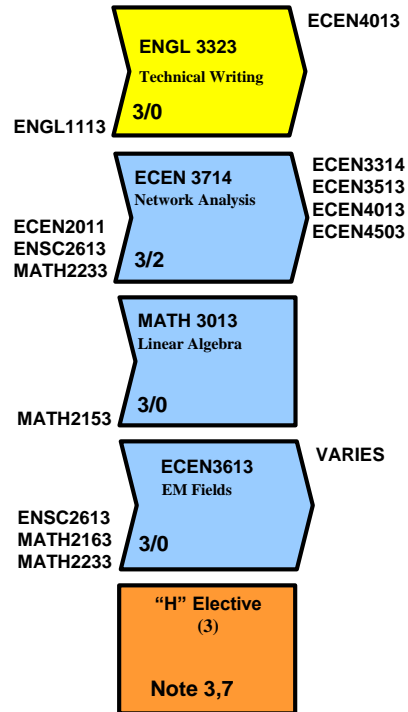 ECEN4013
ENGL 3323
Technical Writing
3/0
ENGL1113
ECEN 3714
Network Analysis
3/2
ECEN3314
ECEN3513
ECEN4013
ECEN4503
ECEN2011
ENSC2613
MATH2233
MATH 3013
Linear Algebra
3/0
MATH2153
ECEN3613
EM Fields
3/0
VARIES
ENSC2613
MATH2163
MATH2233
“H” Elective
(3)
Note 3,7